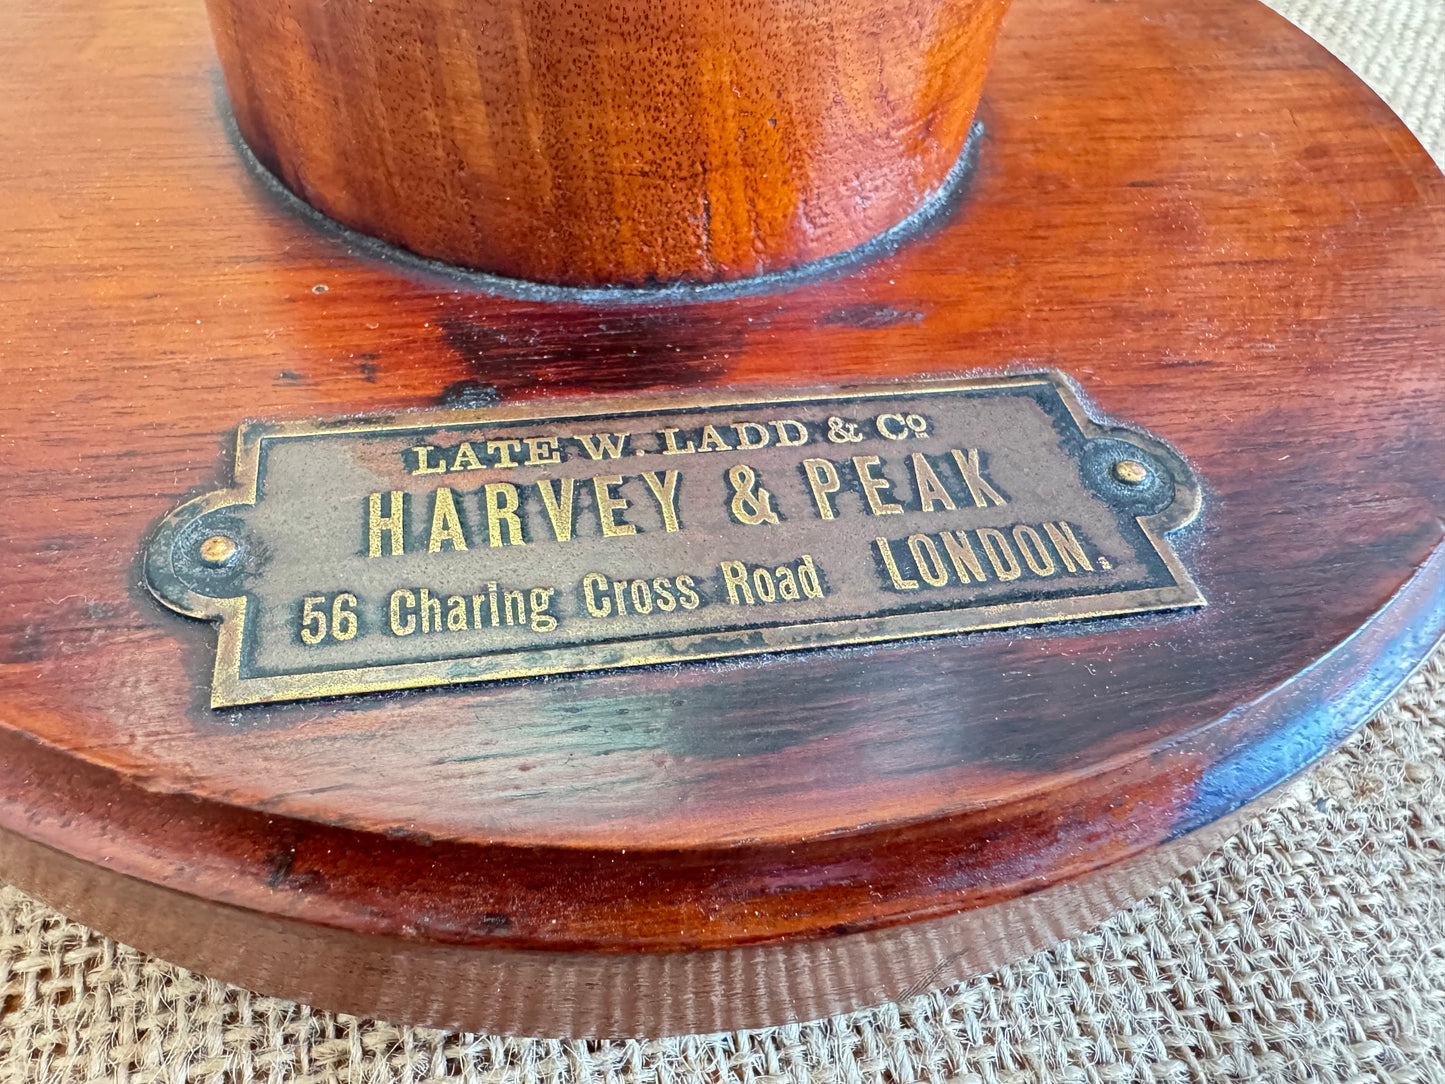 LATE W. LADD & Co
HARVEY & PEAK
56 Charing Cross Road LONDON.